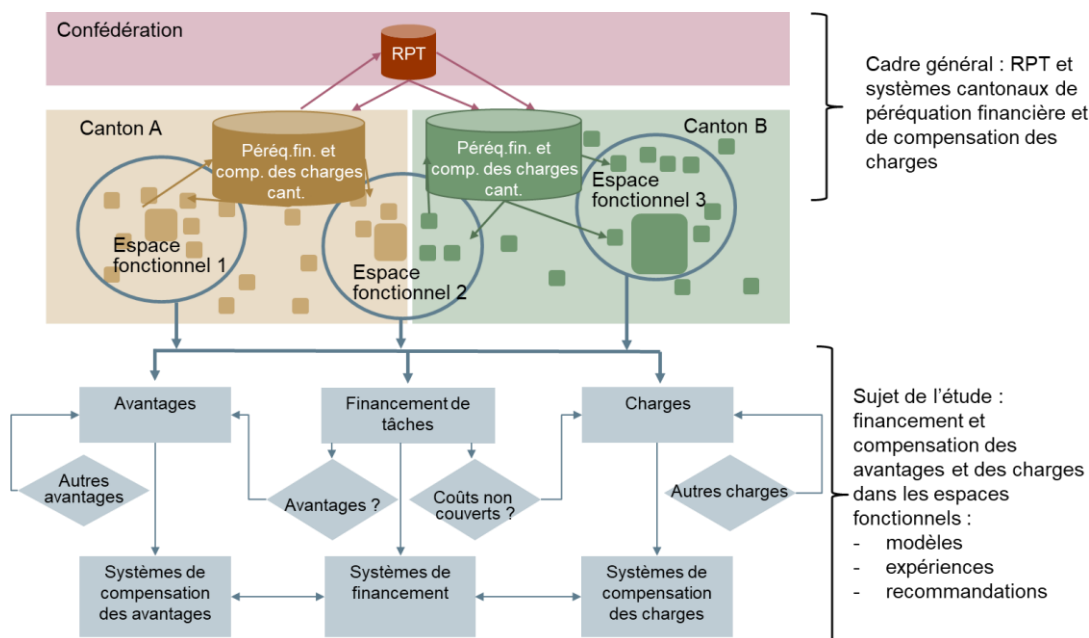 Confédération
RPT
Cadre général : RPT et
systèmes cantonaux de
péréquation financière et
de compensation des
charges
Canton A
Péréq.fin. et
comp. des charges
cant.
Péréq.fin. et
comp. des charges
cant.
Canton B
Espace
fonctionnel 1
Espace
fonctionnel 2
Espace
fonctionnel 3
Avantages
Financement de
tâches
Charges
Autres
avantages
Avantages ?
Coûts non
couverts ?
Autres charges
Systèmes de
compensation
des avantages
Systèmes de
financement
Systèmes de
compensation
des charges
Sujet de l’étude :
financement et
compensation des
avantages et des charges
dans les espaces
fonctionnels :
- modèles
- expériences
- recommandations